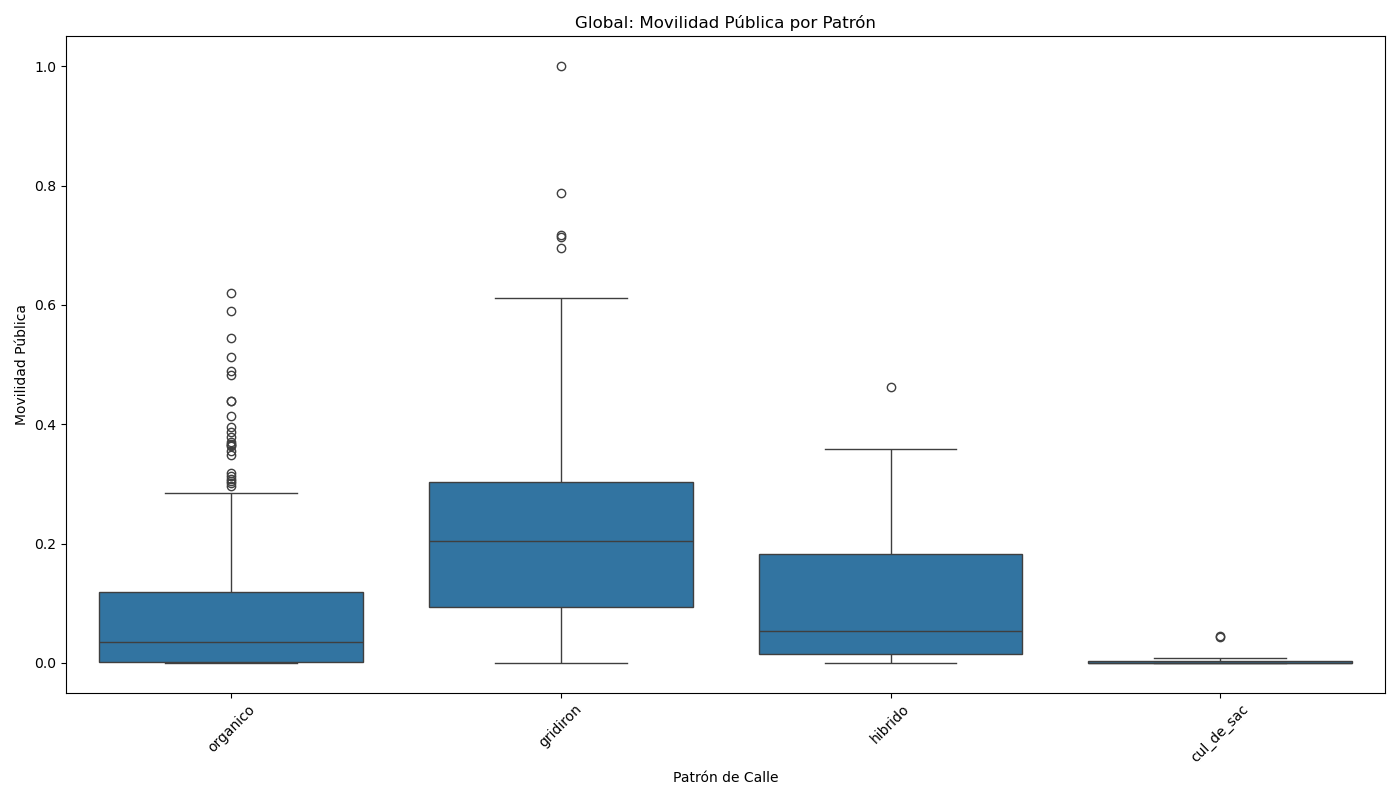 Global: Movilidad Pública por Patrón
Movilidad Pública
1.0
0.8
0.6
0.4
0.2
0.0
organico
gridiron
hibrido
cul_de_sac
Patrón de Calle